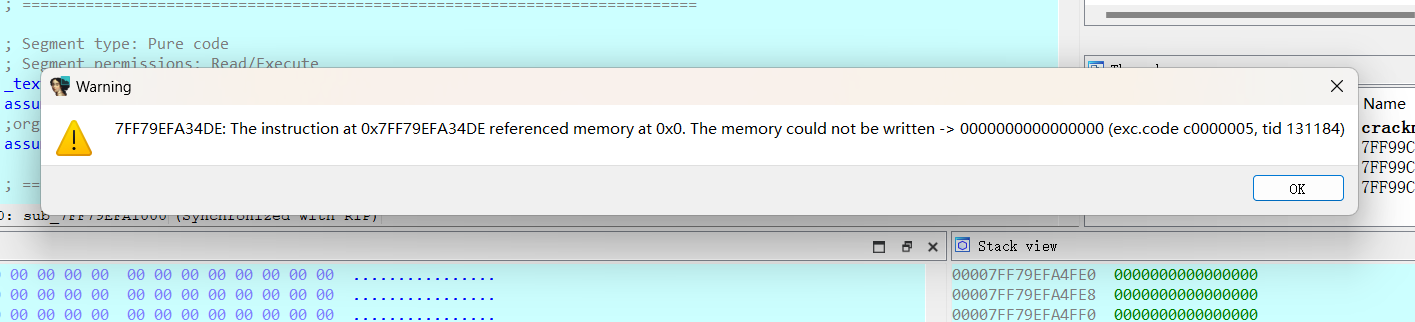 ; ==========================================================================
; Segment type: Pure code
; Segment permissions: Read/Execute
_tex
assu
;org
assu
; ==
Warning
7FF79EFA34DE: The instruction at 0x7FF79EFA34DE referenced memory at 0x0. The memory could not be written -> 0000000000000000 (exc.code c0000005, tid 131184)
OK
Name
crackm
7FF99C
7FF99C
7FF99C
0: sub_7FF79EFA1000 (Synchronized with RIP)
Stack view
00 00 00 00 00 00 00 00 00 00 00 00 00 ................
00 00 00 00 00 00 00 00 00 00 00 00 00 ................
00 00 00 00 00 00 00 00 00 00 00 00 00 ................
00007FF79EFA4FE0 0000000000000000
00007FF79EFA4FE8 0000000000000000
00007FF79EFA4FF0 0000000000000000